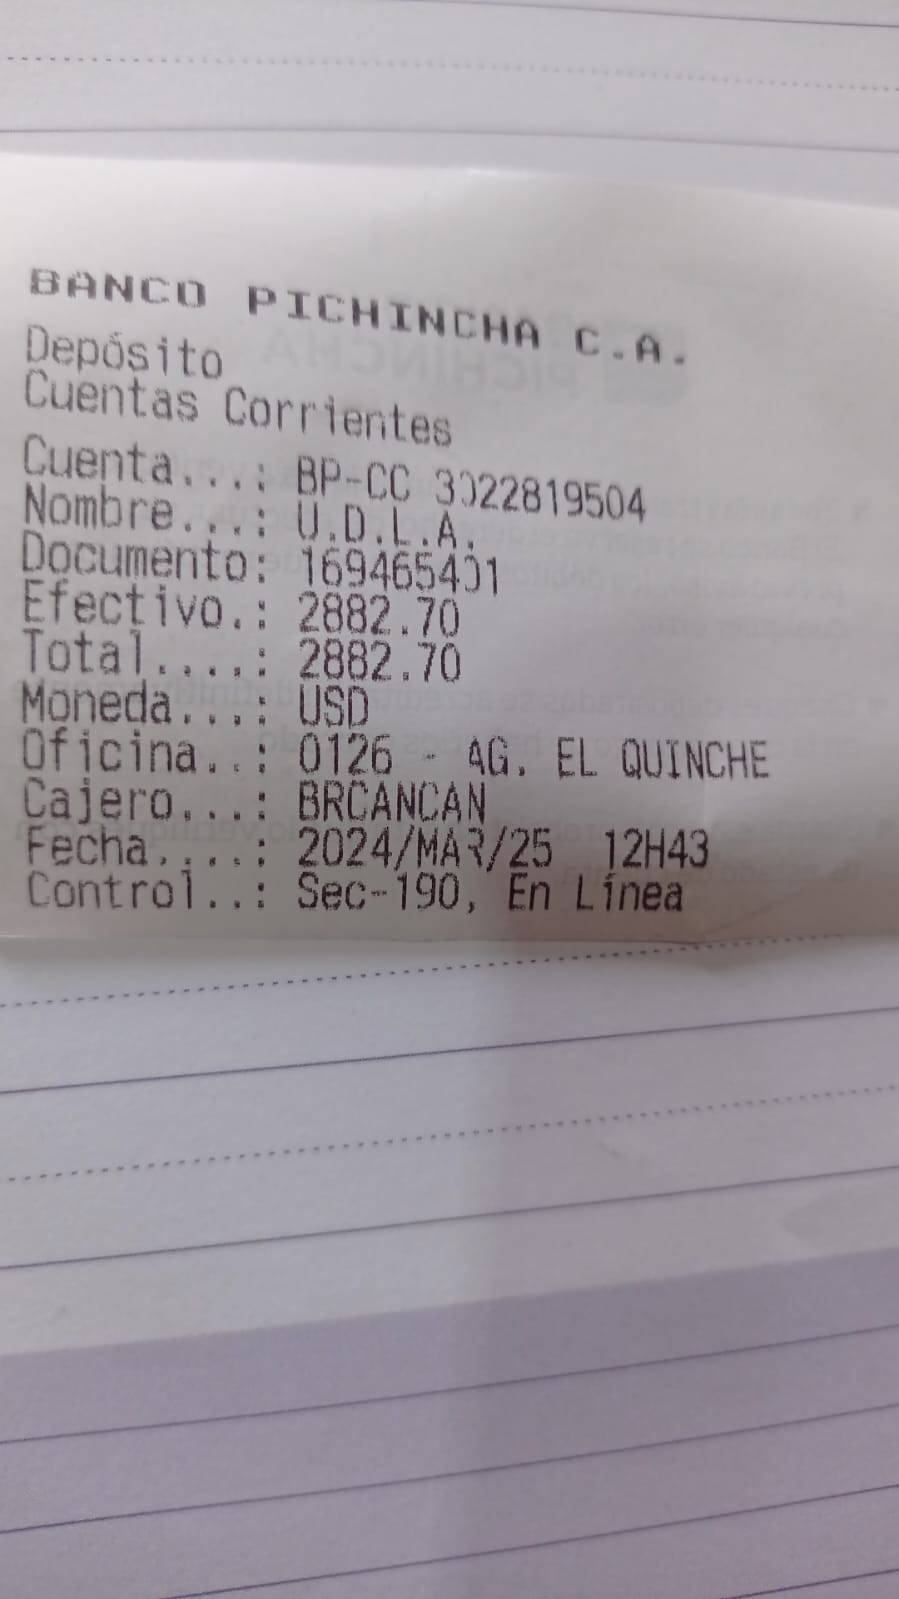 BANCO PICHINCHA C.A.
Depósito
Cuentas Corrientes
Cuenta...: BP-CC 3022819504
Nombre...: U.D.L.A.
Documento: 169465401
Efectivo.: 2882.70
Total....: 2882.70
Moneda...: USD
Oficina..: 0126 - AG. EL QUINCHE
Cajero...: BRCANCAN
Fecha....: 2024/MAR/25 12H43
Control..: Sec-190, En Línea